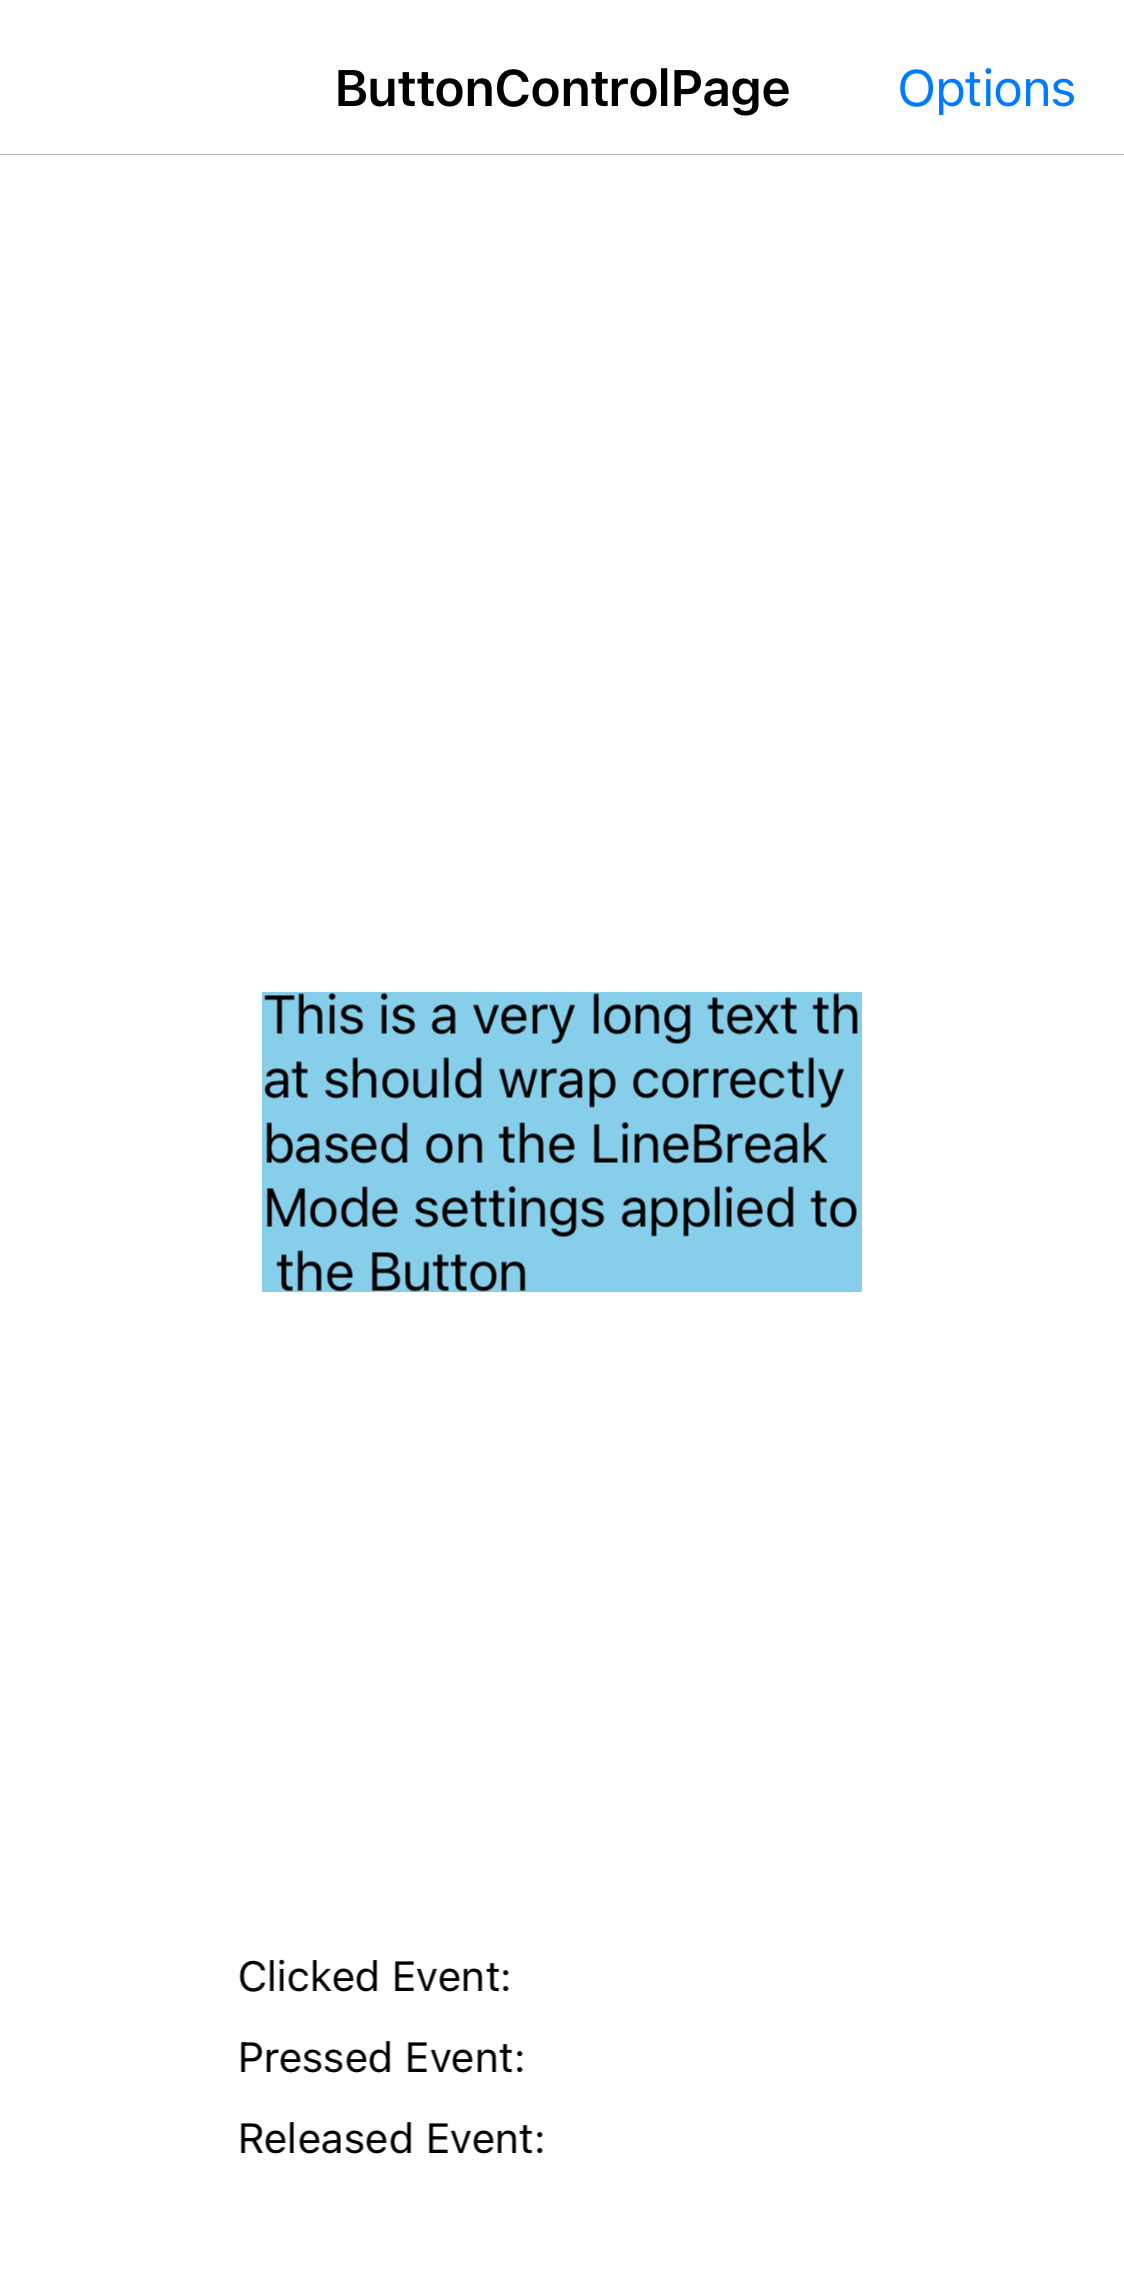 ButtonControlPage
Options
This is a very long text th
at should wrap correctly
based on the LineBreak
Mode settings applied to
the Button
Clicked Event:
Pressed Event:
Released Event: